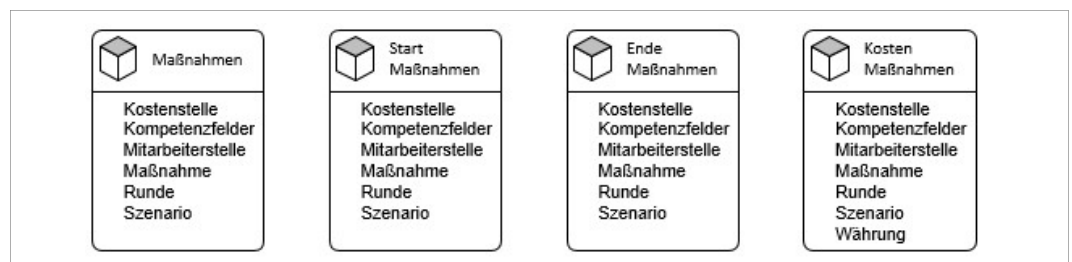 Maßnahmen
Kostenstelle
Kompetenzfelder
Mitarbeiterstelle
Maßnahme
Runde
Szenario
Start
Maßnahmen
Kostenstelle
Kompetenzfelder
Mitarbeiterstelle
Maßnahme
Runde
Szenario
Ende
Maßnahmen
Kostenstelle
Kompetenzfelder
Mitarbeiterstelle
Maßnahme
Runde
Szenario
Kosten
Maßnahmen
Kostenstelle
Kompetenzfelder
Mitarbeiterstelle
Maßnahme
Runde
Szenario
Währung